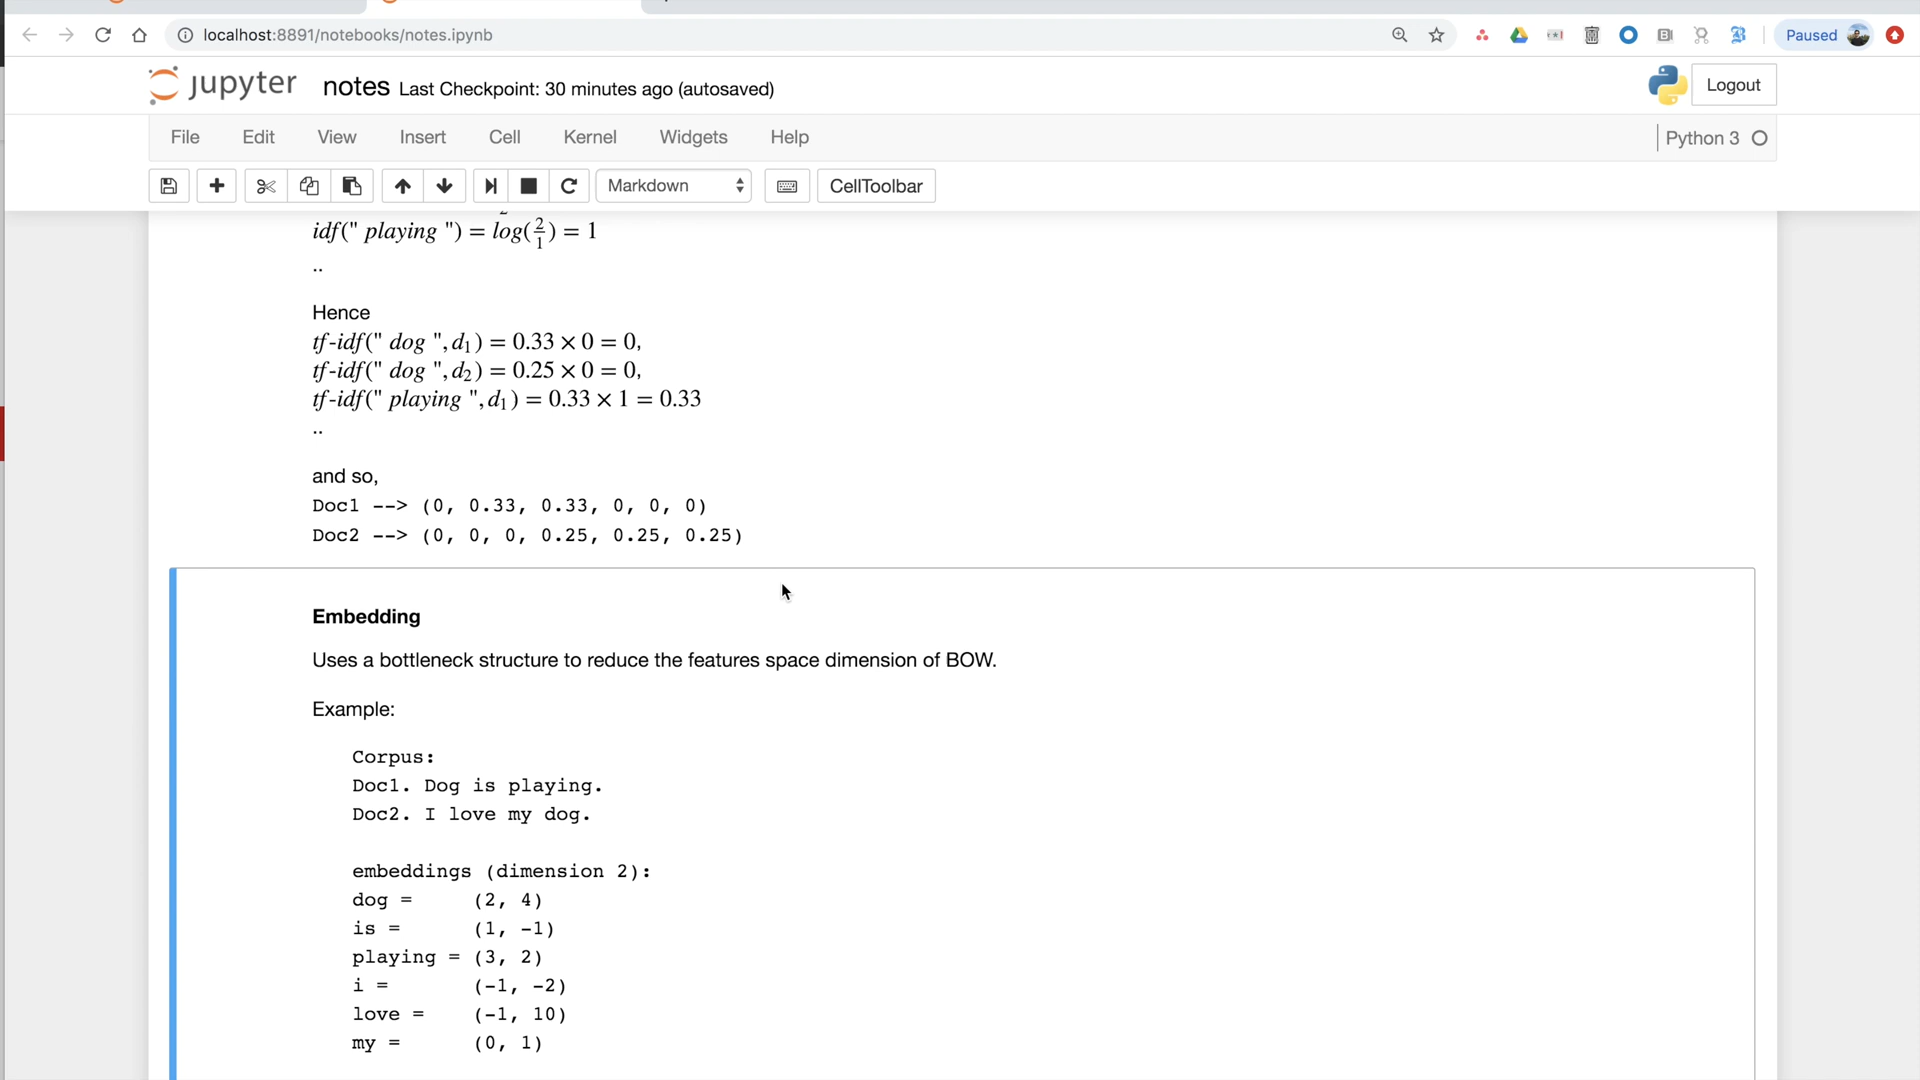 localhost:8891/notebooks/notes.ipynb
Paused
jupyter notes Last Checkpoint: 30 minutes ago (autosaved)
Logout
File Edit View Insert Cell Kernel Widgets Help
Python 3
Markdown
CellToolbar
idf(" playing ") = log(2/1) = 1
..
Hence
tf-idf(" dog ", d₁) = 0.33 × 0 = 0,
tf-idf(" dog ", d₂) = 0.25 × 0 = 0,
tf-idf(" playing ", d₁) = 0.33 × 1 = 0.33
..
and so,
Doc1 --> (0, 0.33, 0.33, 0, 0, 0)
Doc2 --> (0, 0, 0, 0.25, 0.25, 0.25)
Embedding
Uses a bottleneck structure to reduce the features space dimension of BOW.
Example:
Corpus:
Doc1. Dog is playing.
Doc2. I love my dog.
embeddings (dimension 2):
dog = (2, 4)
is = (1, -1)
playing = (3, 2)
i = (-1, -2)
love = (-1, 10)
my = (0, 1)